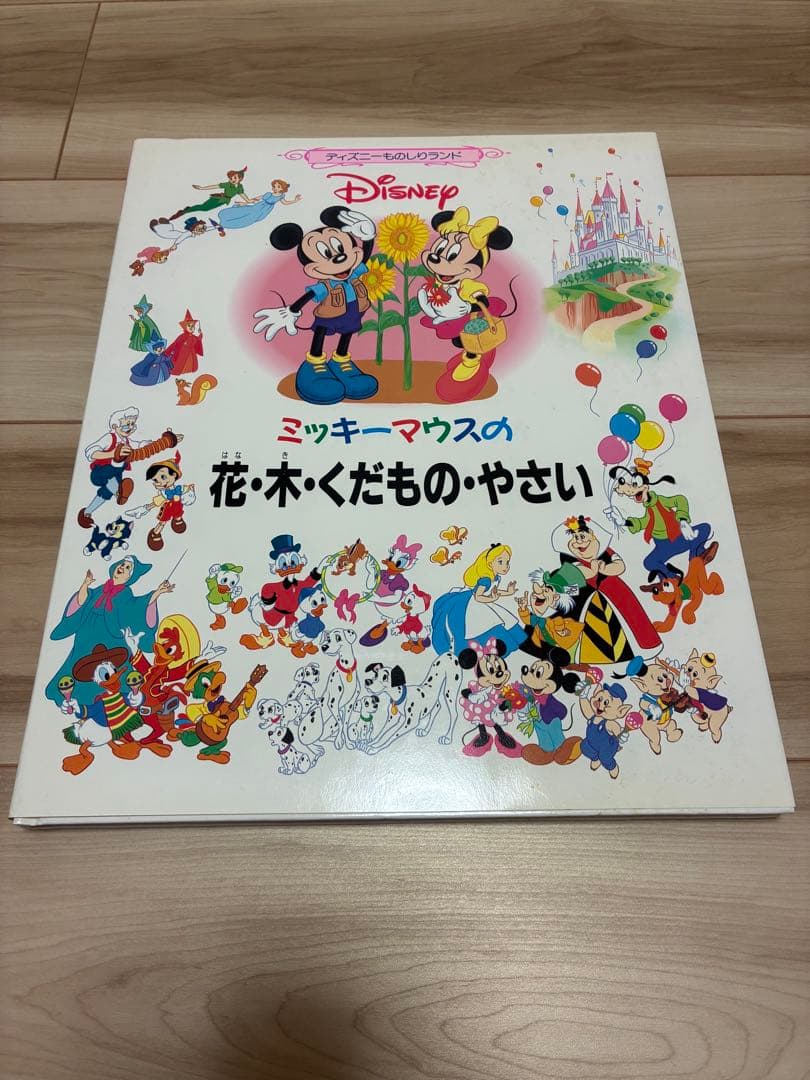 ディズニーものしりランド
DISNEY
ミッキーマウスの
はな き
花・木・くだもの・やさい